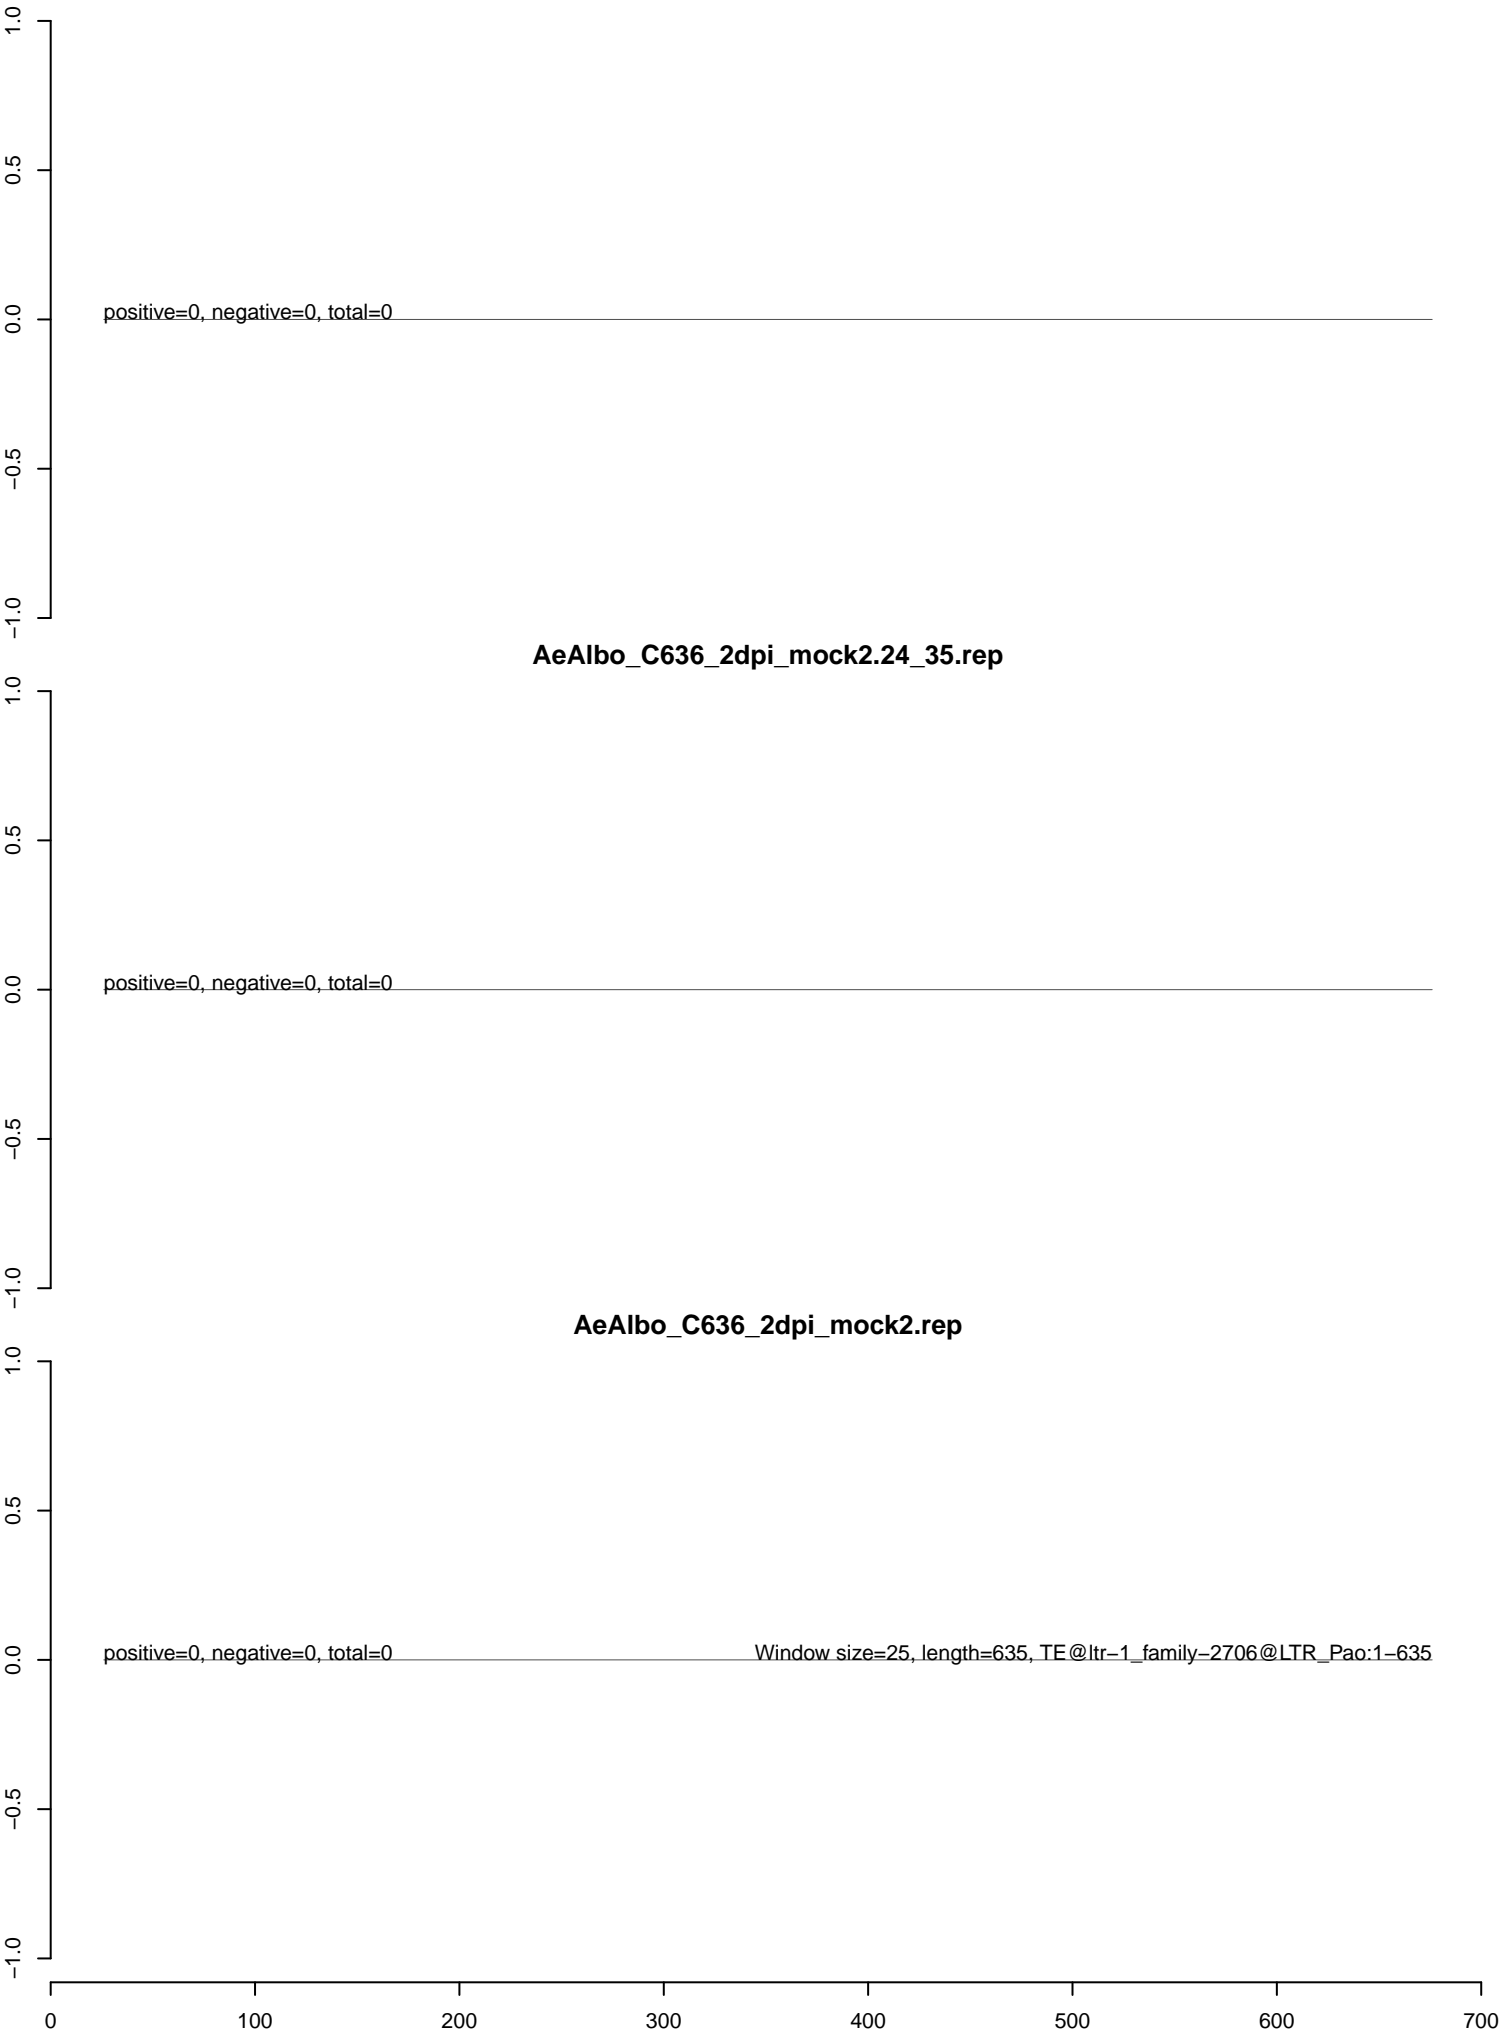 1.0
0.5
0.0
−0.5
−1.0
positive=0, negative=0, total=0
AeAlbo_C636_2dpi_mock2.24_35.rep
1.0
0.5
0.0
−0.5
−1.0
positive=0, negative=0, total=0
AeAlbo_C636_2dpi_mock2.rep
1.0
0.5
0.0
−0.5
−1.0
positive=0, negative=0, total=0
Window size=25, length=635, TE@ltr−1_family−2706@LTR_Pao:1−635
0 100 200 300 400 500 600 700